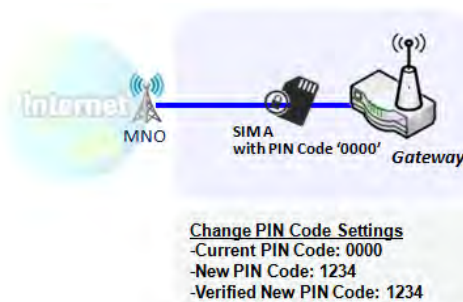 Internet
MNO
SIM A
with PIN Code '0000'
Gateway
Change PIN Code Settings
-Current PIN Code: 0000
-New PIN Code: 1234
-Verified New PIN Code: 1234